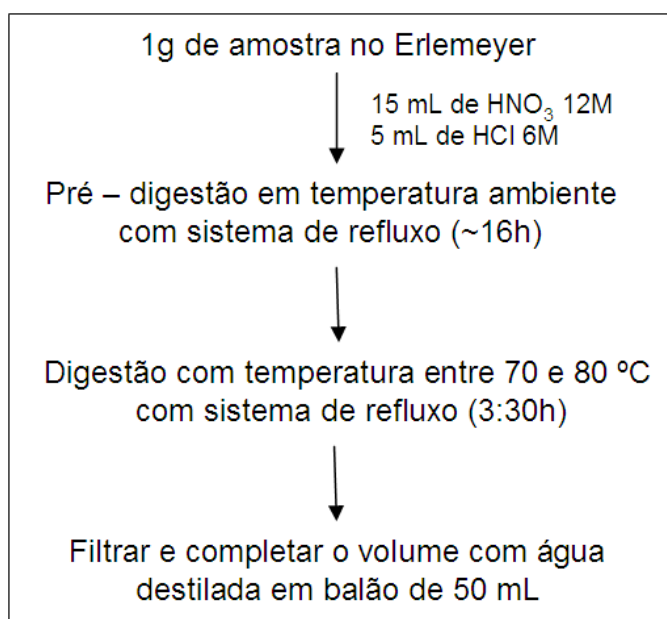 1g de amostra no Erlemeyer
15 mL de HNO₃ 12M
5 mL de HCl 6M
Pré – digestão em temperatura ambiente
com sistema de refluxo (~16h)
Digestão com temperatura entre 70 e 80 ºC
com sistema de refluxo (3:30h)
Filtrar e completar o volume com água
destilada em balão de 50 mL